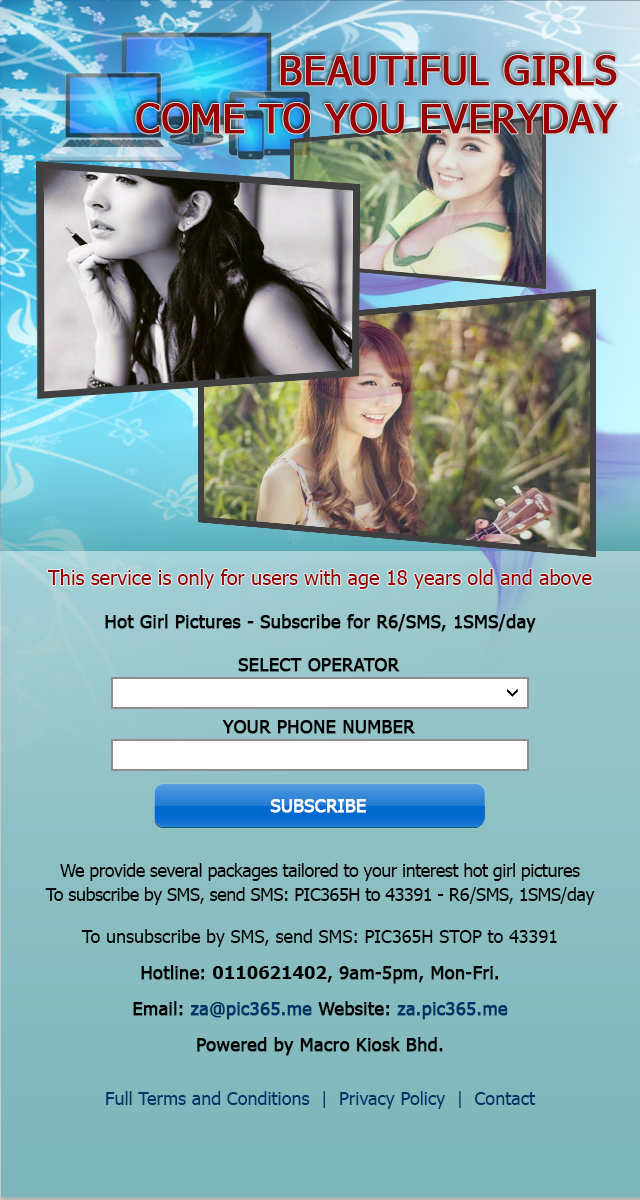 BEAUTIFUL GIRLS
COME TO YOU EVERYDAY
This service is only for users with age 18 years old and above
Hot Girl Pictures - Subscribe for R6/SMS, 1SMS/day
SELECT OPERATOR
YOUR PHONE NUMBER
SUBSCRIBE
We provide several packages tailored to your interest hot girl pictures
To subscribe by SMS, send SMS: PIC365H to 43391 - R6/SMS, 1SMS/day
To unsubscribe by SMS, send SMS: PIC365H STOP to 43391
Hotline: 0110621402, 9am-5pm, Mon-Fri.
Email: za@pic365.me Website: za.pic365.me
Powered by Macro Kiosk Bhd.
Full Terms and Conditions | Privacy Policy | Contact